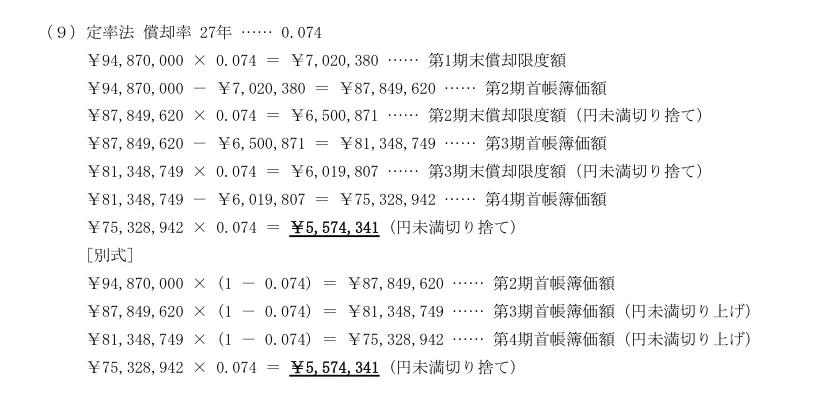 （９）定率法 償却率 27年 …… 0.074
￥94,870,000 × 0.074 ＝ ￥7,020,380 …… 第1期末償却限度額
￥94,870,000 － ￥7,020,380 ＝ ￥87,849,620 …… 第2期首帳簿価額
￥87,849,620 × 0.074 ＝ ￥6,500,871 …… 第2期末償却限度額（円未満切り捨て）
￥87,849,620 － ￥6,500,871 ＝ ￥81,348,749 …… 第3期首帳簿価額
￥81,348,749 × 0.074 ＝ ￥6,019,807 …… 第3期末償却限度額（円未満切り捨て）
￥81,348,749 － ￥6,019,807 ＝ ￥75,328,942 …… 第4期首帳簿価額
￥75,328,942 × 0.074 ＝ ￥5,574,341（円未満切り捨て）
［別式］
￥94,870,000 ×（1 － 0.074）＝ ￥87,849,620 …… 第2期首帳簿価額
￥87,849,620 ×（1 － 0.074）＝ ￥81,348,749 …… 第3期首帳簿価額（円未満切り上げ）
￥81,348,749 ×（1 － 0.074）＝ ￥75,328,942 …… 第4期首帳簿価額（円未満切り上げ）
￥75,328,942 × 0.074 ＝ ￥5,574,341（円未満切り捨て）